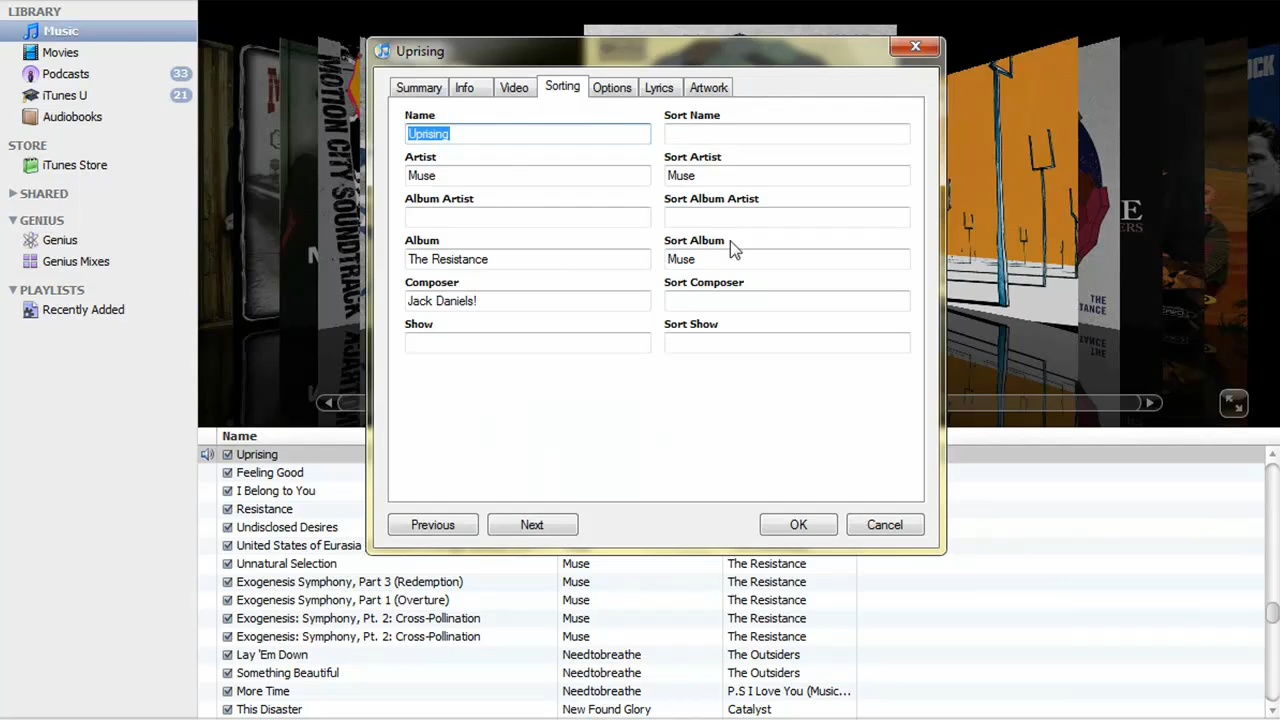 LIBRARY
Music
Movies
Podcasts 33
iTunes U 21
Audiobooks
STORE
iTunes Store
SHARED
GENIUS
Genius
Genius Mixes
PLAYLISTS
Recently Added
MOTION CITY SOUNDTRACK
THE
Uprising
Summary Info Video Sorting Options Lyrics Artwork
Name Sort Name
Uprising
Artist Sort Artist
Muse Muse
Album Artist Sort Album Artist
Album Sort Album
The Resistance Muse
Composer Sort Composer
Jack Daniels!
Show Sort Show
Previous Next OK Cancel
Name
Uprising
Feeling Good
I Belong to You
Resistance
Undisclosed Desires
United States of Eurasia
Unnatural Selection Muse The Resistance
Exogenesis Symphony, Part 3 (Redemption) Muse The Resistance
Exogenesis Symphony, Part 1 (Overture) Muse The Resistance
Exogenesis: Symphony, Pt. 2: Cross-Pollination Muse The Resistance
Exogenesis: Symphony, Pt. 2: Cross-Pollination Muse The Resistance
Lay 'Em Down Needtobreathe The Outsiders
Something Beautiful Needtobreathe The Outsiders
More Time Needtobreathe P.S I Love You (Music...
This Disaster New Found Glory Catalyst